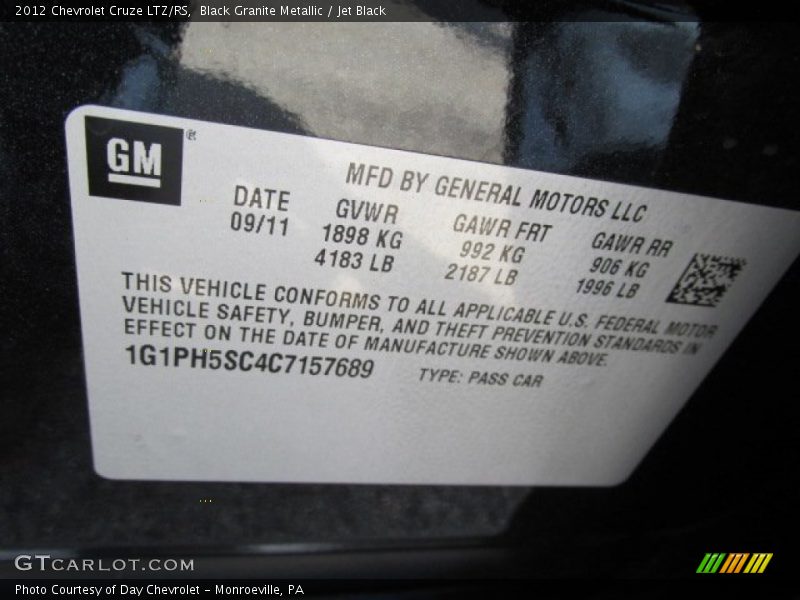 2012 Chevrolet Cruze LTZ/RS, Black Granite Metallic / Jet Black
GM ®
MFD BY GENERAL MOTORS LLC
DATE GVWR GAWR FRT GAWR RR
09/11 1898 KG 992 KG 906 KG
4183 LB 2187 LB 1996 LB
THIS VEHICLE CONFORMS TO ALL APPLICABLE U.S. FEDERAL MOTOR
VEHICLE SAFETY, BUMPER, AND THEFT PREVENTION STANDARDS IN
EFFECT ON THE DATE OF MANUFACTURE SHOWN ABOVE.
1G1PH5SC4C7157689 TYPE: PASS CAR
GTCARLOT.COM
Photo Courtesy of Day Chevrolet - Monroeville, PA